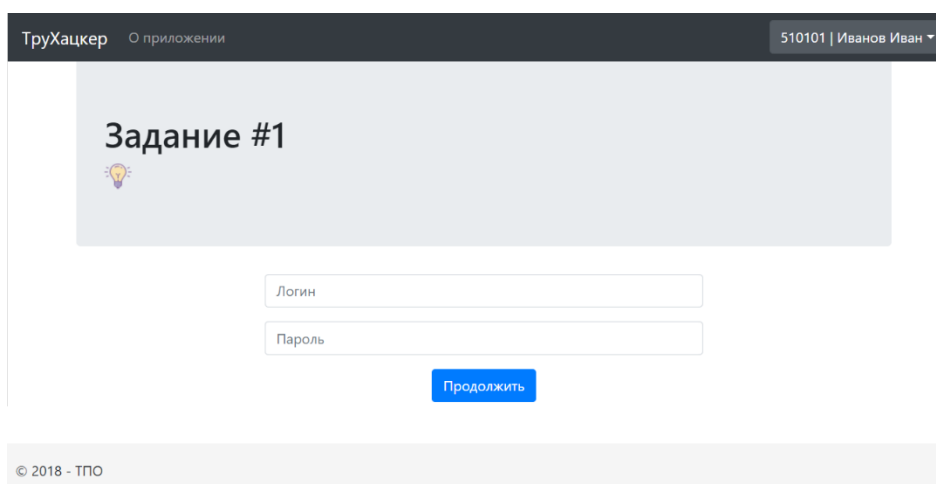 ТруХацкер О приложении 510101 | Иванов Иван
Задание #1
Логин
Пароль
Продолжить
© 2018 - ТПО